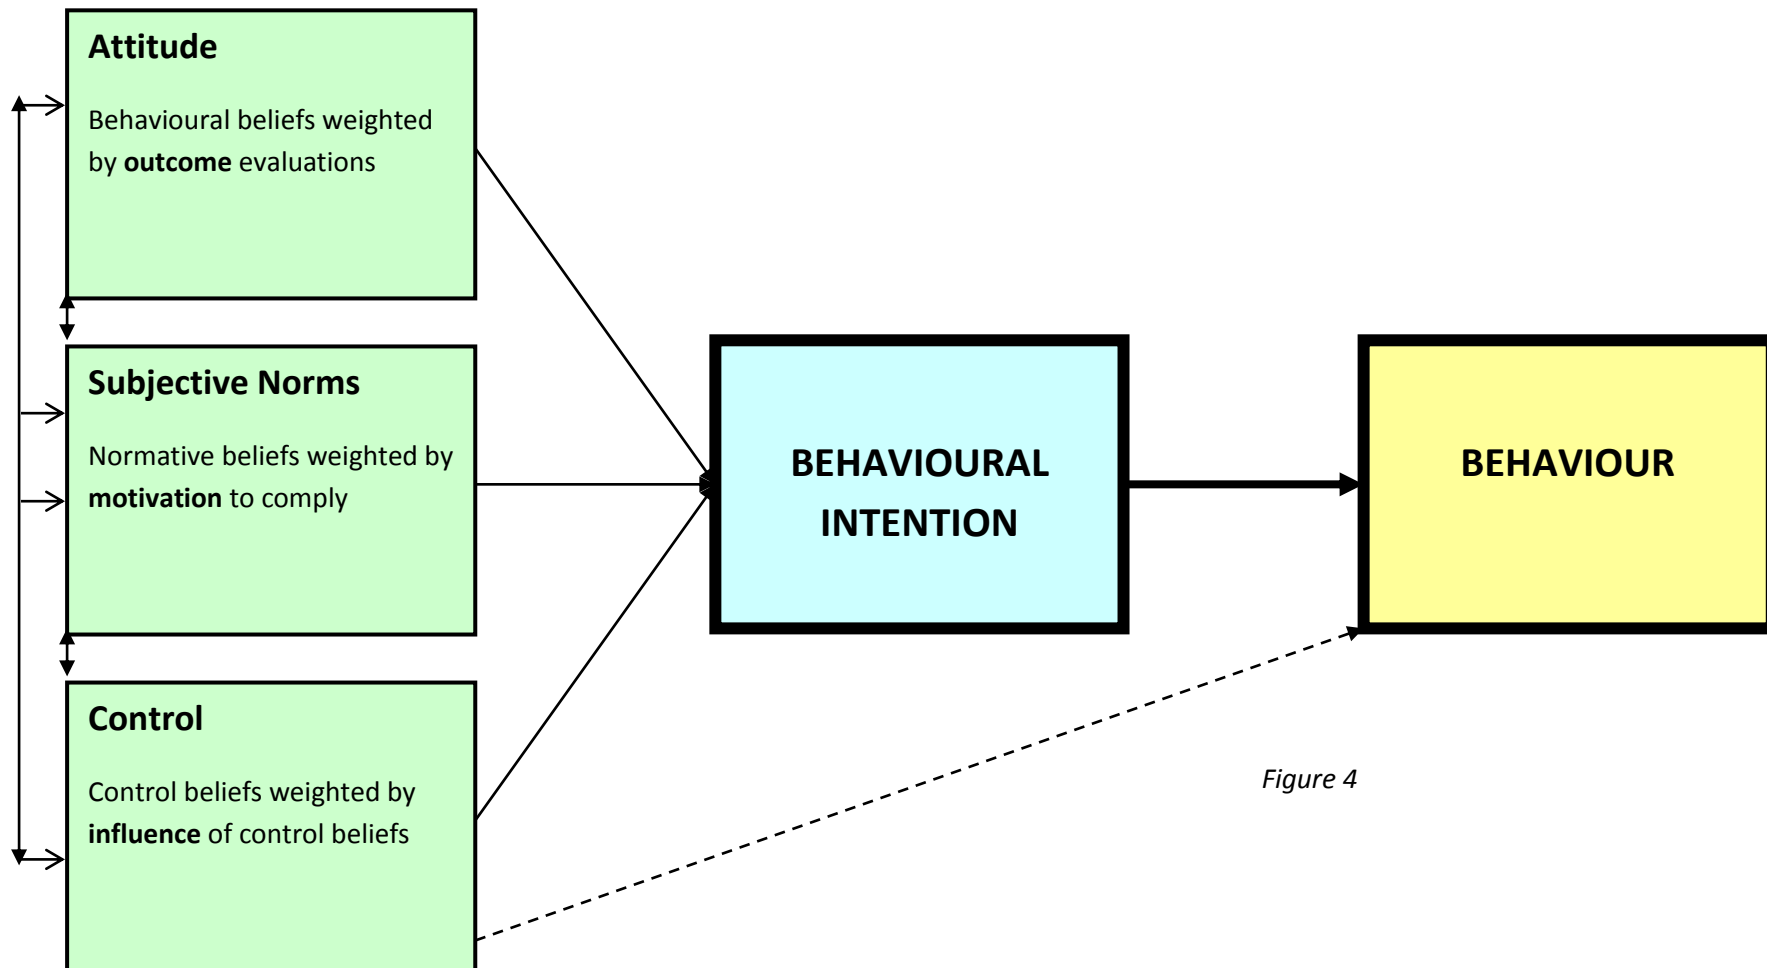 Attitude
Behavioural beliefs weighted
by outcome evaluations
Subjective Norms
Normative beliefs weighted by
motivation to comply
Control
Control beliefs weighted by
influence of control beliefs
BEHAVIOURAL
INTENTION
BEHAVIOUR
Figure 4